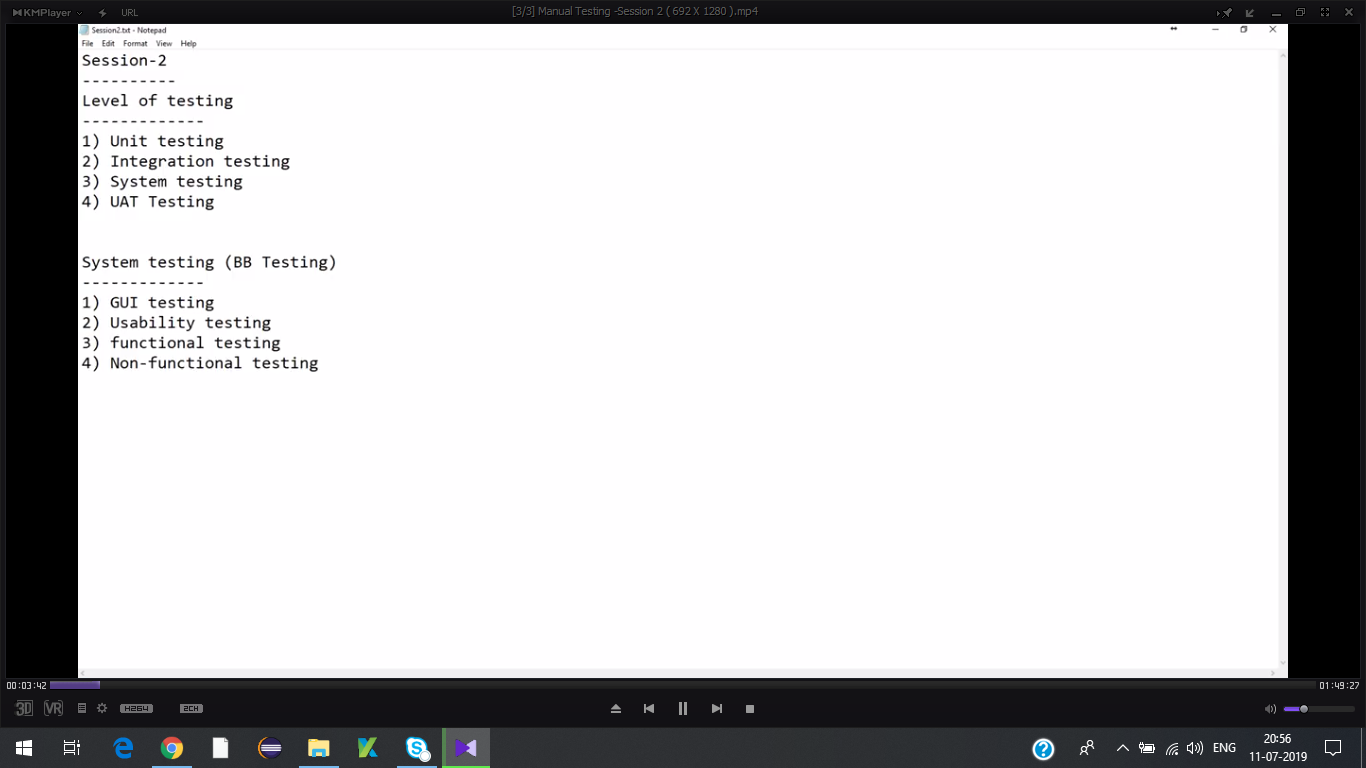 KMPlayer
URL
[3/3] Manual Testing -Session 2 ( 692 X 1280 ).mp4
Session2.txt - Notepad
File Edit Format View Help
Session-2
----------
Level of testing
-------------
1) Unit testing
2) Integration testing
3) System testing
4) UAT Testing
System testing (BB Testing)
-------------
1) GUI testing
2) Usability testing
3) functional testing
4) Non-functional testing
00:03:42
01:49:27
3D VR H264 2CH
ENG
20:56
11-07-2019